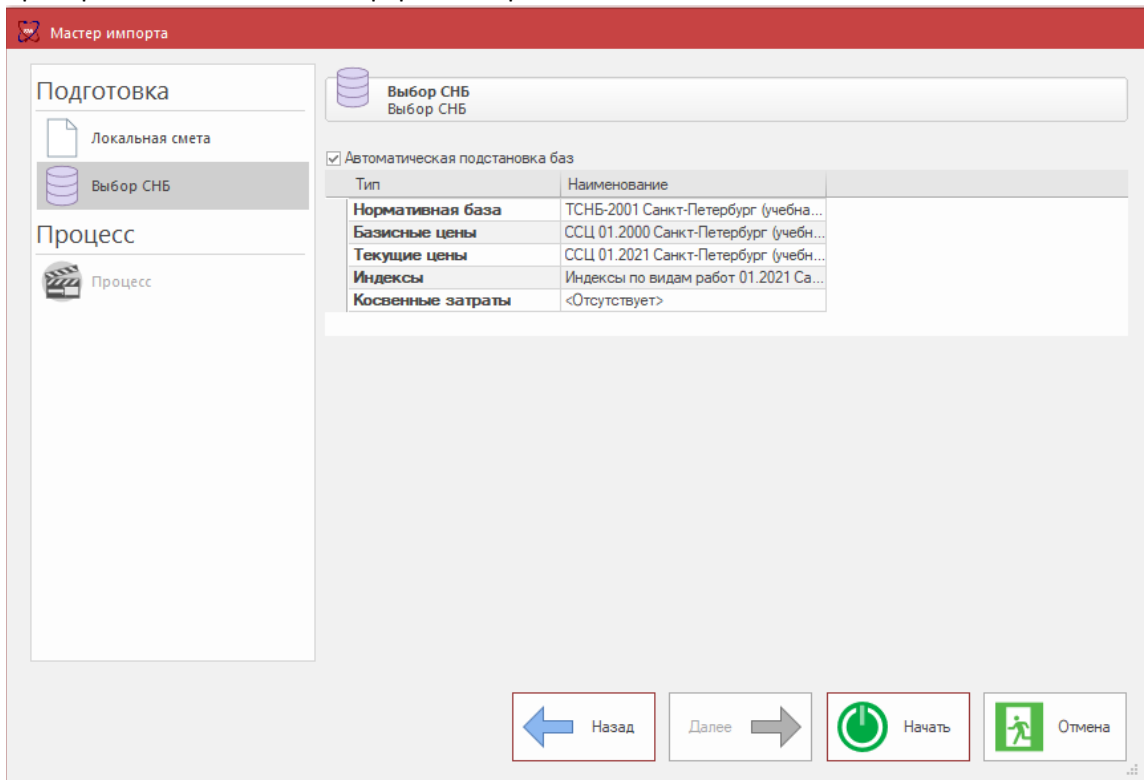 Мастер импорта
Подготовка
Локальная смета
Выбор СНБ
Процесс
Процесс
Выбор СНБ
Выбор СНБ
Автоматическая подстановка баз
Тип Наименование
Нормативная база ТСНБ-2001 Санкт-Петербург (учебна...
Базисные цены ССЦ 01.2000 Санкт-Петербург (учебн...
Текущие цены ССЦ 01.2021 Санкт-Петербург (учебн...
Индексы Индексы по видам работ 01.2021 Са...
Косвенные затраты <Отсутствует>
Назад Далее Начать Отмена